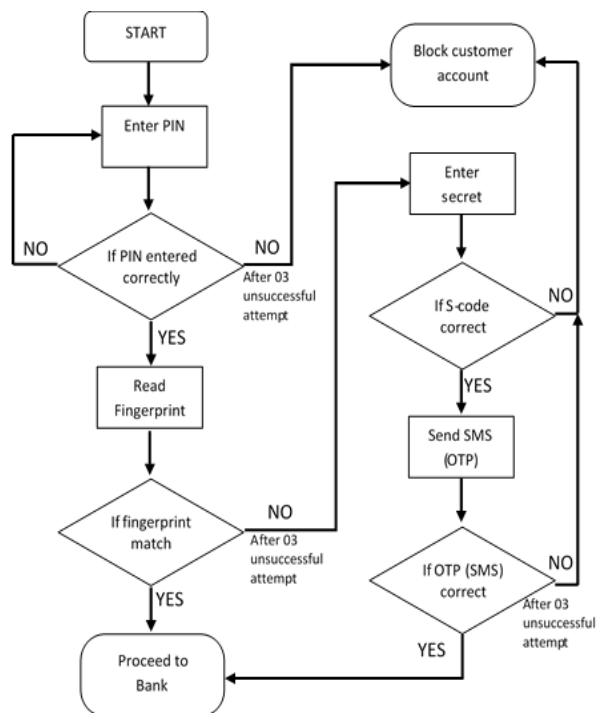 START
Block customer
account
Enter PIN
Enter
secret
NO
If PIN entered
correctly
NO
After 03
unsuccessful
attempt
If S-code
correct
NO
YES
YES
Read
Fingerprint
Send SMS
(OTP)
If fingerprint
match
NO
After 03
unsuccessful
attempt
If OTP (SMS)
correct
NO
After 03
unsuccessful
attempt
YES
YES
Proceed to
Bank